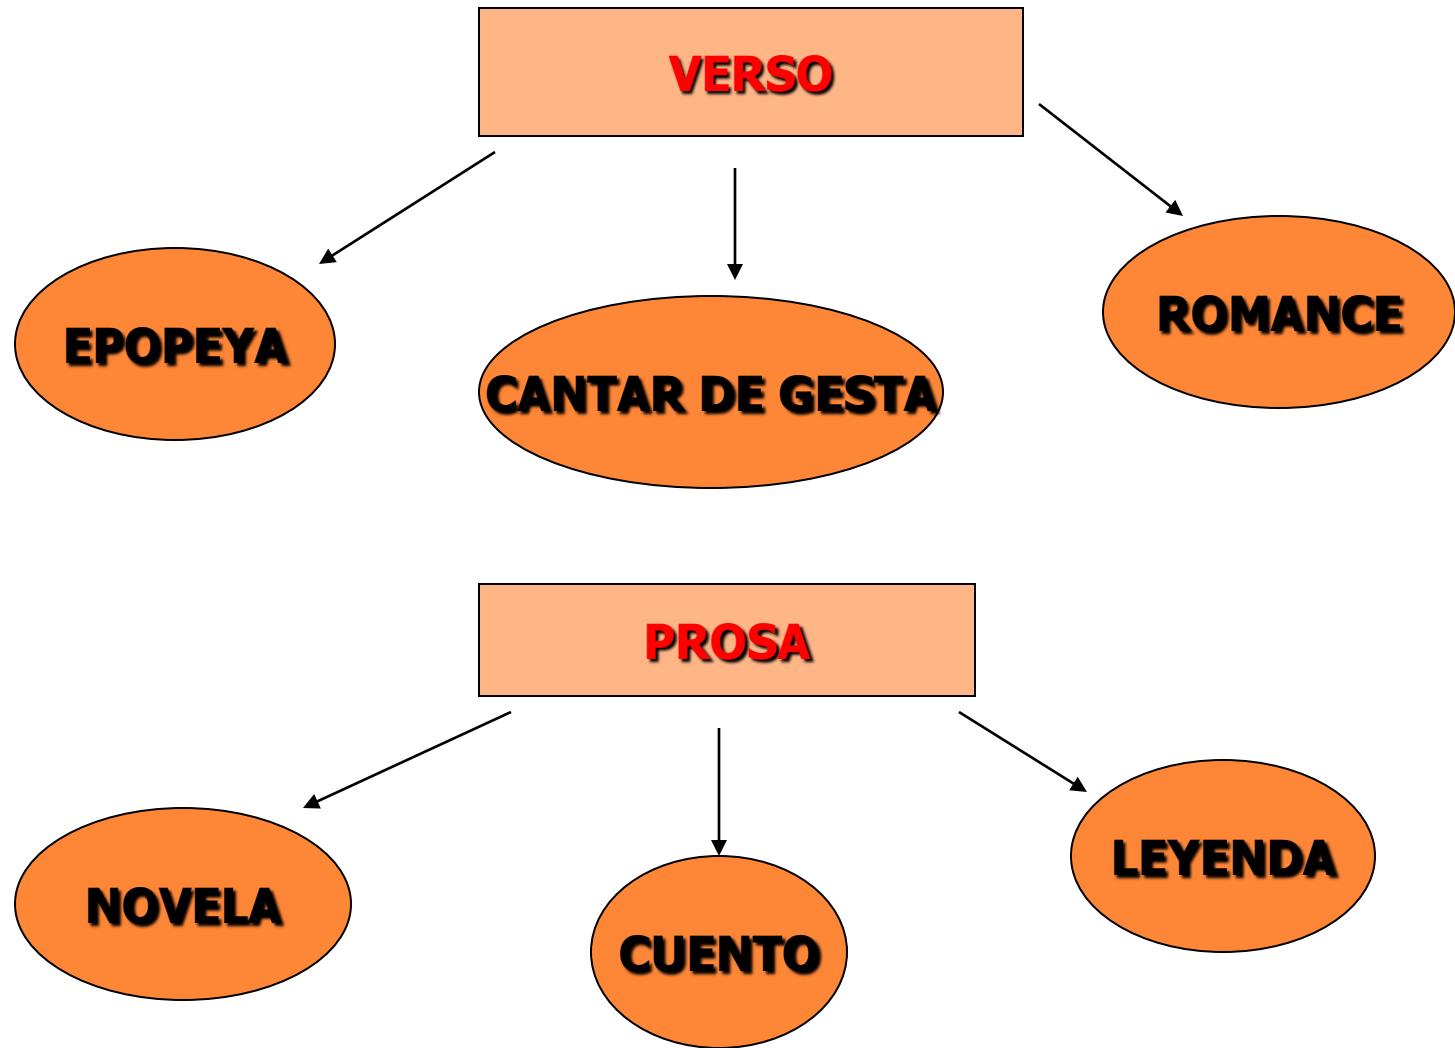 VERSO
EPOPEYA
CANTAR DE GESTA
ROMANCE
PROSA
NOVELA
CUENTO
LEYENDA